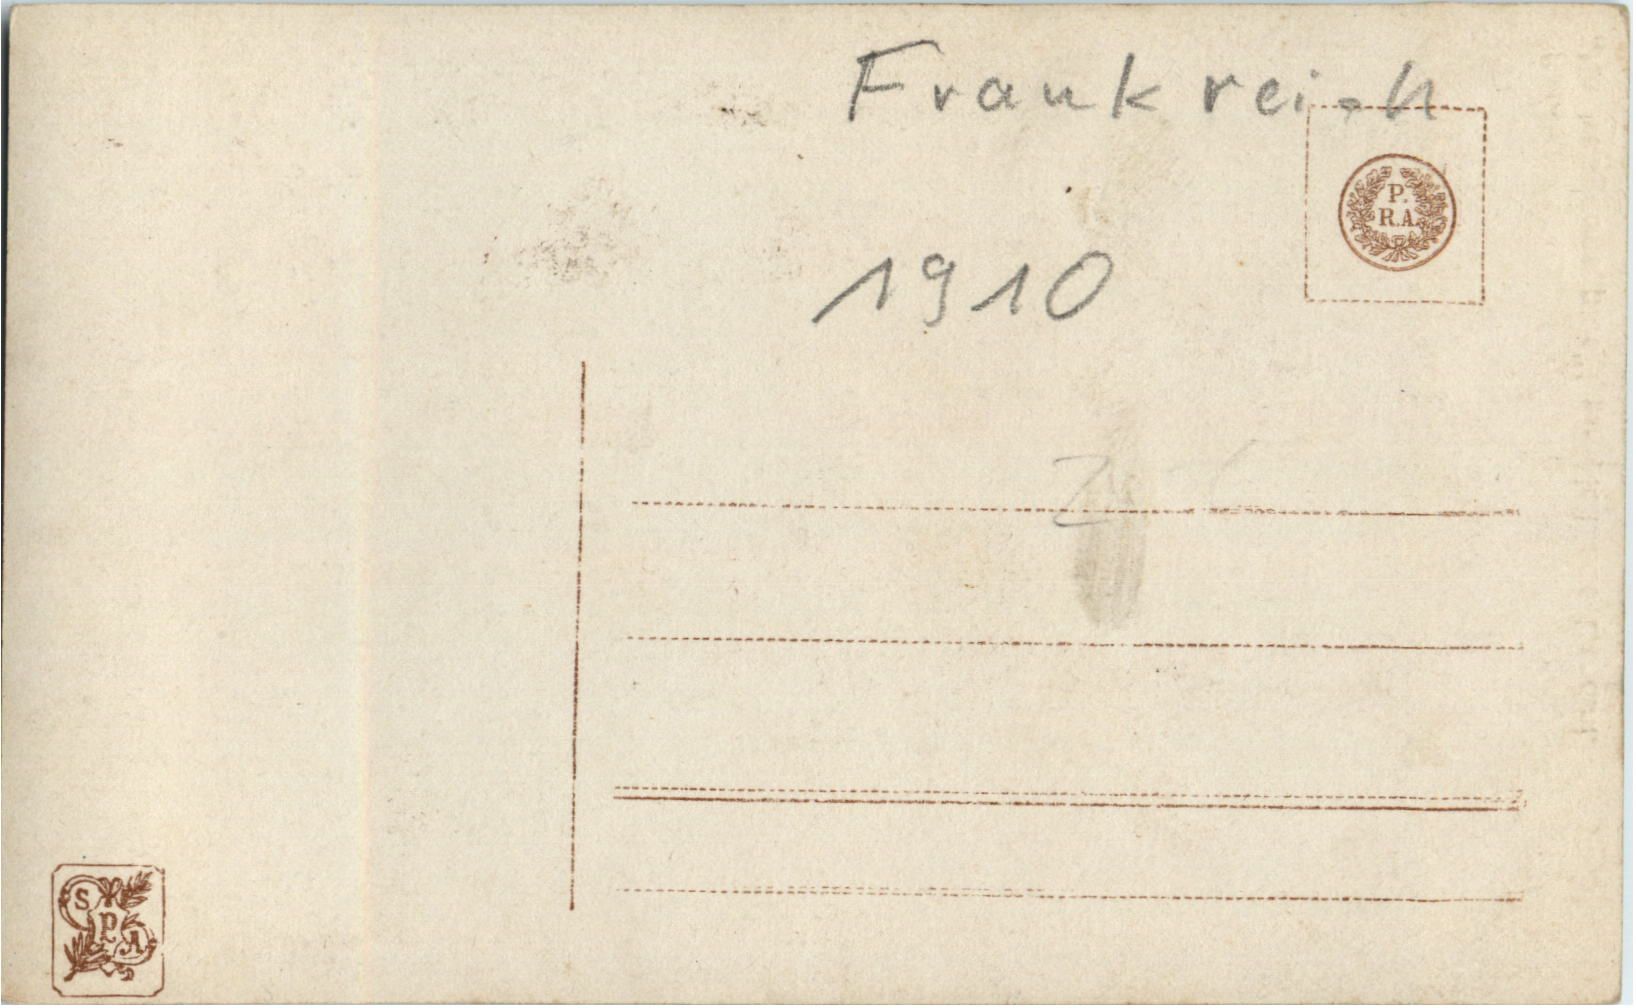 Frankreich
P.
R.A.
1910
S
P
A